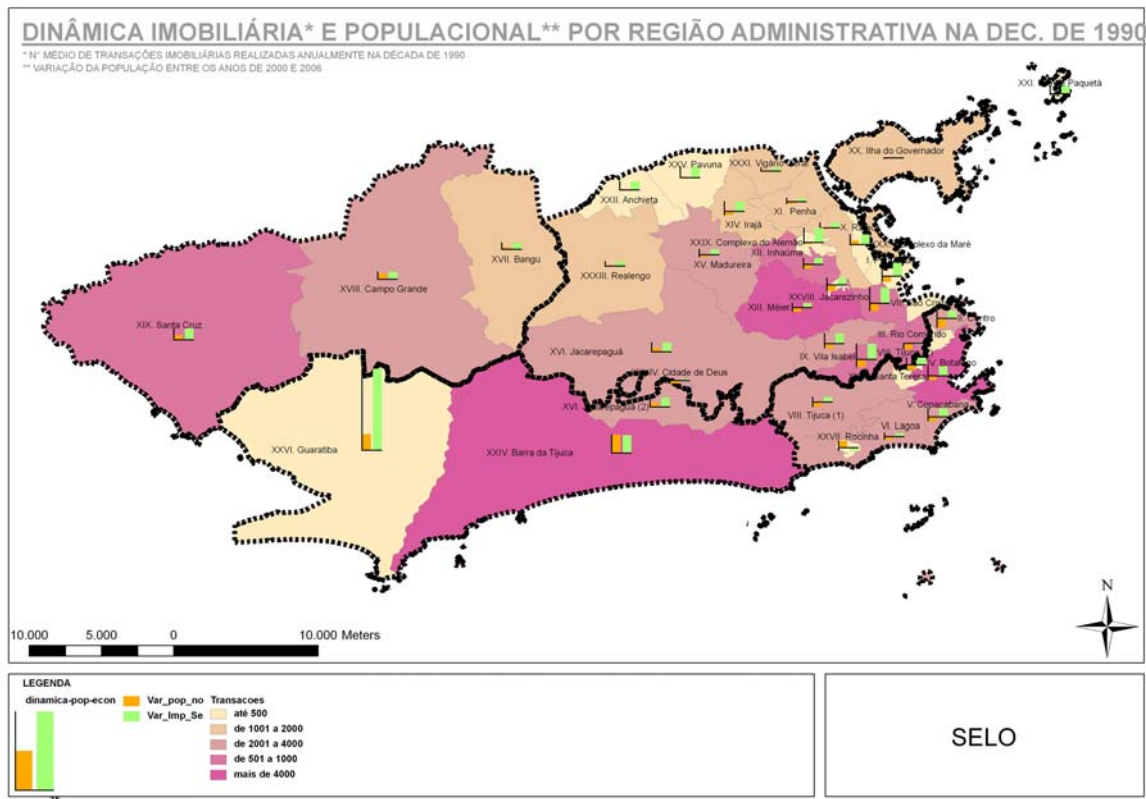 DINÂMICA IMOBILIÁRIA* E POPULACIONAL** POR REGIÃO ADMINISTRATIVA NA DEC. DE 1990
* N° MÉDIO DE TRANSAÇÕES IMOBILIÁRIAS REALIZADAS ANUALMENTE NA DÉCADA DE 1990
** VARIAÇÃO DA POPULAÇÃO ENTRE OS ANOS DE 2000 E 2006
XXI. Paquetá
XX. Ilha do Governador
XXV. Pavuna
XXXI. Vigário
XXII. Anchieta
XI. Penha
XIV. Irajá
X.
XXIX. Complexo do Alemão
Complexo da Maré
XII. Inhaúma
XV. Madureira
XVII. Bangu
XXXIII. Realengo
XVIII. Campo Grande
XXVIII. Jacarezinho
XIII. Méier
XIX. Santa Cruz
Centro
III. Rio Comprido
XVI. Jacarepaguá
IX. Vila Isabel
VIII. Tijuca
Botafogo
Cidade de Deus
Santa Teresa
XVI. Jacarepaguá (2)
V. Copacabana
VIII. Tijuca (1)
VI. Lagoa
XXVII. Rocinha
XXVI. Guaratiba
XXIV. Barra da Tijuca
N
10.000 5.000 0 10.000 Meters
LEGENDA
dinamica-pop-econ Var_pop_no Transacoes
Var_Imp_Se até 500
de 1001 a 2000
de 2001 a 4000
de 501 a 1000
mais de 4000
SELO